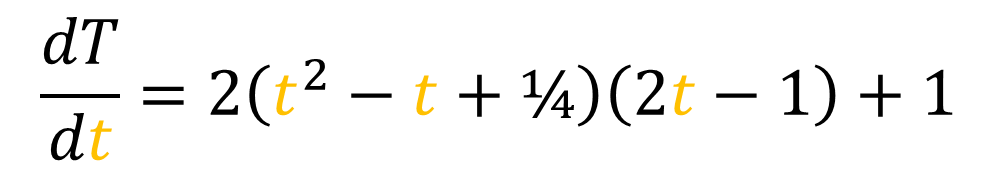 dT/dt = 2(t² − t + ¼)(2t − 1) + 1